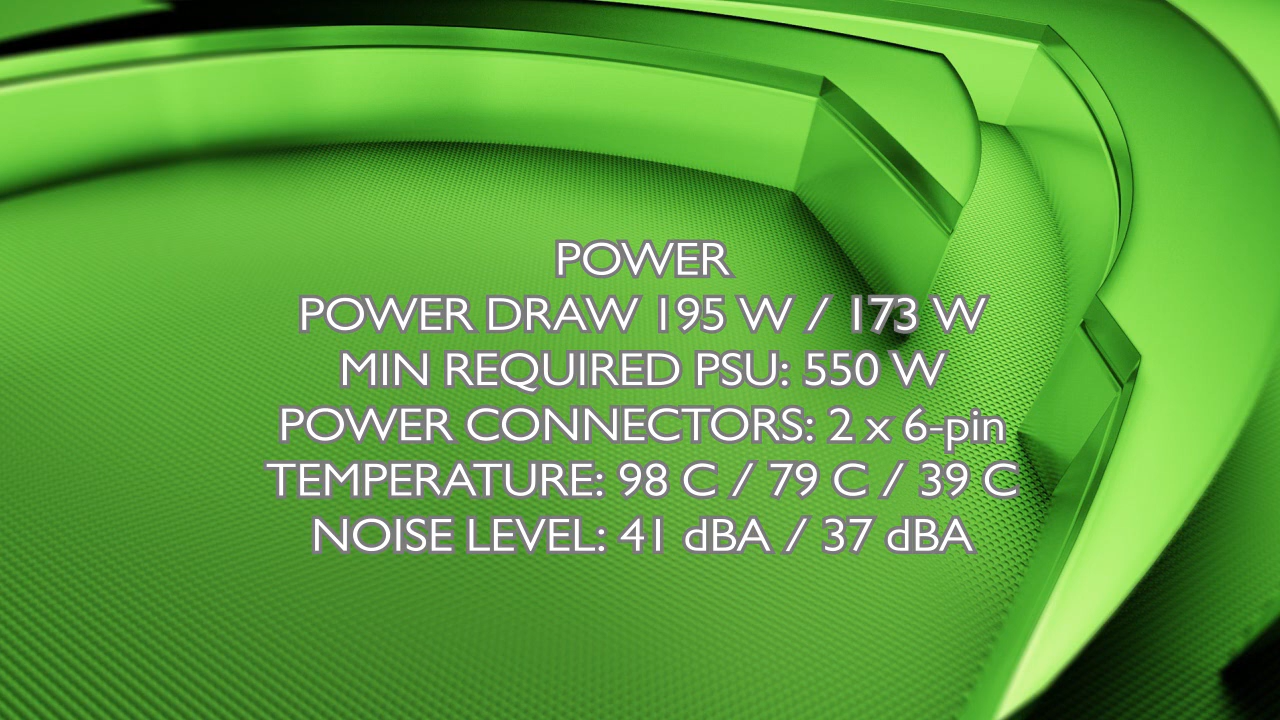 POWER
POWER DRAW 195 W / 173 W
MIN REQUIRED PSU: 550 W
POWER CONNECTORS: 2 x 6-pin
TEMPERATURE: 98 C / 79 C / 39 C
NOISE LEVEL: 41 dBA / 37 dBA